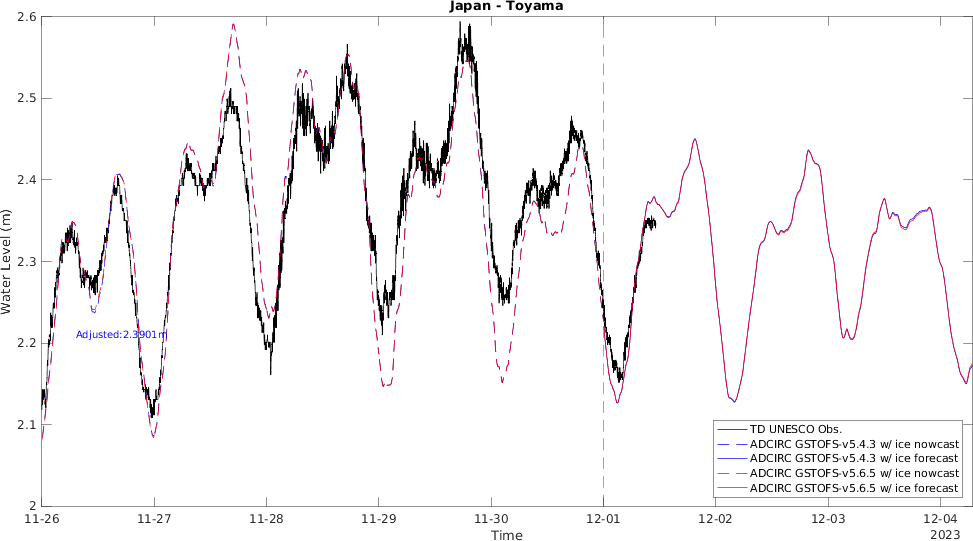 Japan - Toyama
2.6
2.5
2.4
2.3
2.2
2.1
2
Water Level (m)
Adjusted:2.3901m
TD UNESCO Obs.
ADCIRC GSTOFS-v5.4.3 w/ ice nowcast
ADCIRC GSTOFS-v5.4.3 w/ ice forecast
ADCIRC GSTOFS-v5.6.5 w/ ice nowcast
ADCIRC GSTOFS-v5.6.5 w/ ice forecast
11-26 11-27 11-28 11-29 11-30 12-01 12-02 12-03 12-04
Time
2023